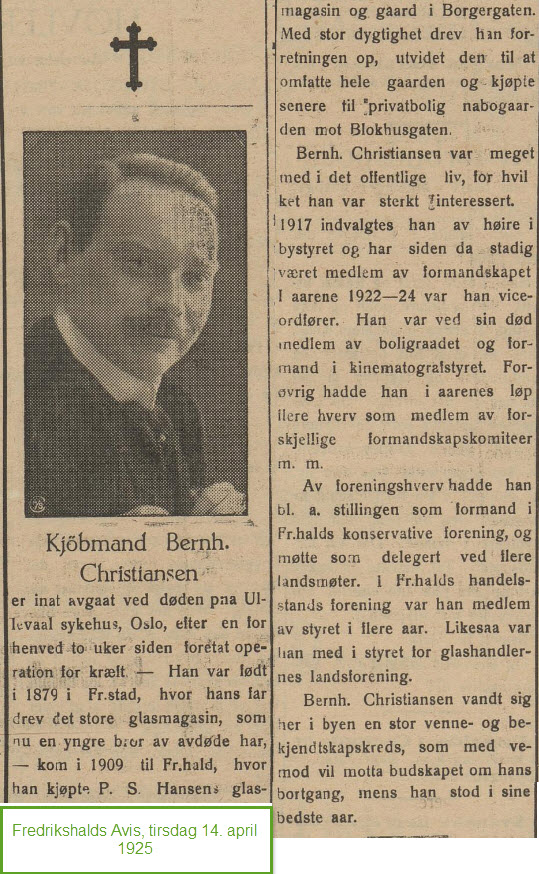 Kjöbmand Bernh.
Christiansen
er inat avgaat ved døden pna Ul-
levaal sykehus, Oslo, efter en for
henved to uker siden foretat ope-
ration for kræft. — Han var født
i 1879 i Fr.stad, hvor hans far
drev det store glasmagasin, som
nu en yngre bror av avdøde har,
— kom i 1909 til Fr.hald, hvor
han kjøpte P. S. Hansens glas-
magasin og gaard i Borgergaten.
Med stor dygtighet drev han for-
retningen op, utvidet den til at
omfatte hele gaarden og kjøpte
senere til privatbolig nabogaar-
den mot Blokhusgaten.
Bernh. Christiansen var meget
med i det offentlige liv, for hvil
ket han var sterkt interessert.
1917 indvalgtes han av høire i
bystyret og har siden da stadig
været medlem av formandskapet
I aarene 1922—24 var han vice-
ordfører. Han var ved sin død
medlem av boligraadet og for-
mand i kinematografstyret. For-
øvrig hadde han i aarenes løp
flere hverv som medlem av for-
skjellige formandskapskomiteer
m. m.
Av foreningshverv hadde han
bl. a. stillingen som formand i
Fr.halds konservative forening, og
møtte som delegert ved flere
landsmøter. I Fr.halds handels-
stands forening var han medlem
av styret i flere aar. Likesaa var
han med i styret for glashandler-
nes landsforening.
Bernh. Christiansen vandt sig
her i byen en stor venne- og be-
kjendtskapskreds, som med ve-
mod vil motta budskapet om hans
bortgang, mens han stod i sine
bedste aar.
Fredrikshalds Avis, tirsdag 14. april
1925